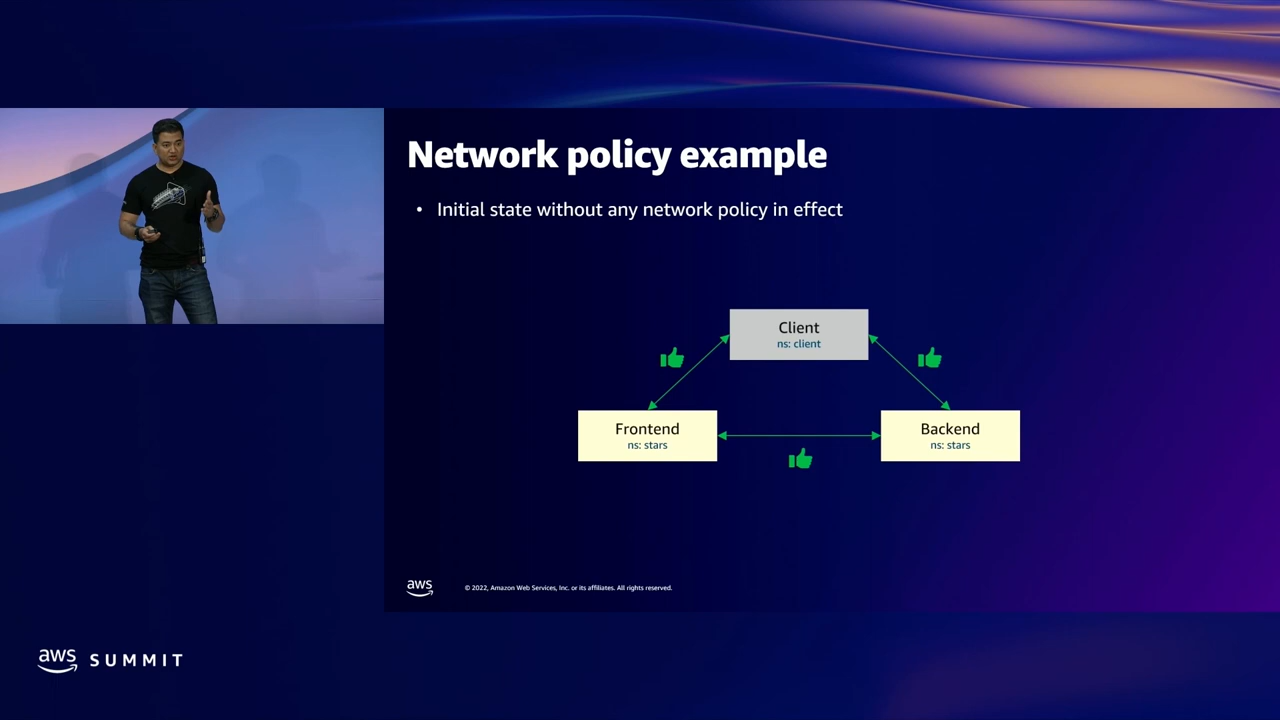 Network policy example
• Initial state without any network policy in effect
Client
ns: client
Frontend
ns: stars
Backend
ns: stars
aws
© 2022, Amazon Web Services, Inc. or its affiliates. All rights reserved.
aws SUMMIT